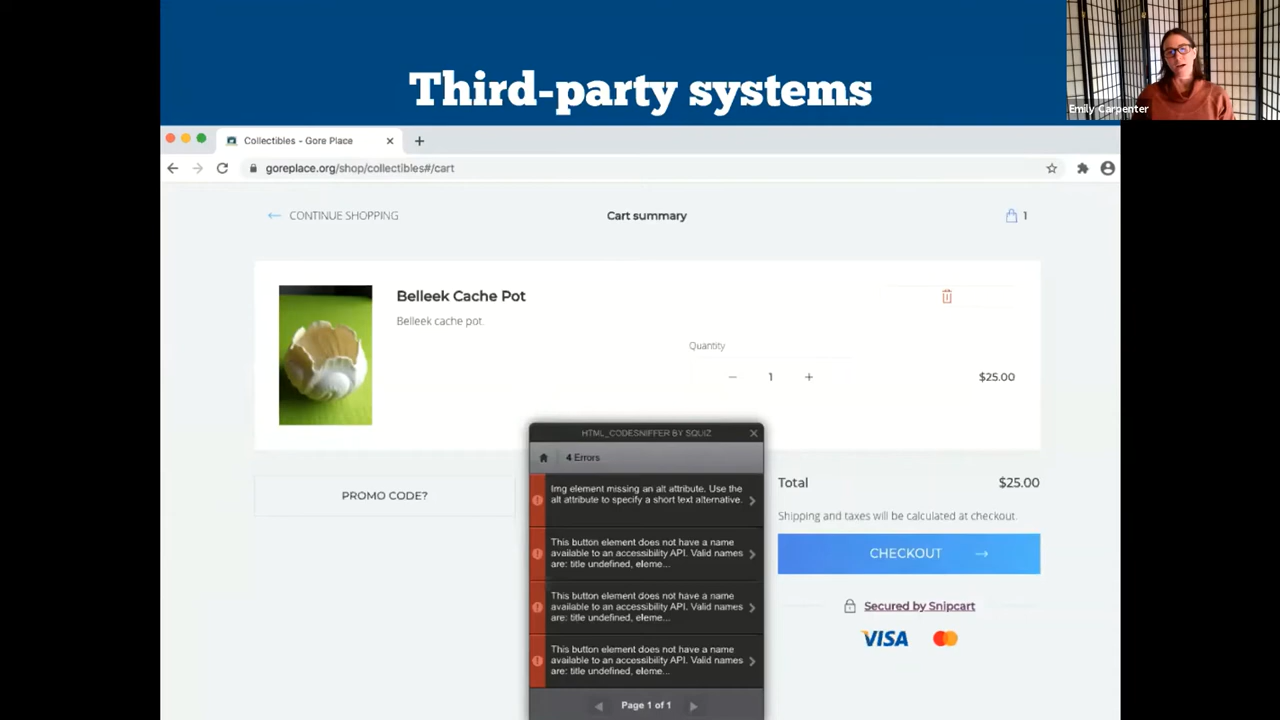 Third-party systems
Emily Carpenter
Collectibles - Gore Place
goreplace.org/shop/collectibles#/cart
CONTINUE SHOPPING
Cart summary
1
Belleek Cache Pot
Belleek cache pot.
Quantity
− 1 +
$25.00
PROMO CODE?
HTML_CODESNIFFER BY SQUIZ
4 Errors
Img element missing an alt attribute. Use the
alt attribute to specify a short text alternative.
This button element does not have a name
available to an accessibility API. Valid names
are: title undefined, eleme...
This button element does not have a name
available to an accessibility API. Valid names
are: title undefined, eleme...
This button element does not have a name
available to an accessibility API. Valid names
are: title undefined, eleme...
Page 1 of 1
Total $25.00
Shipping and taxes will be calculated at checkout.
CHECKOUT
Secured by Snipcart
VISA